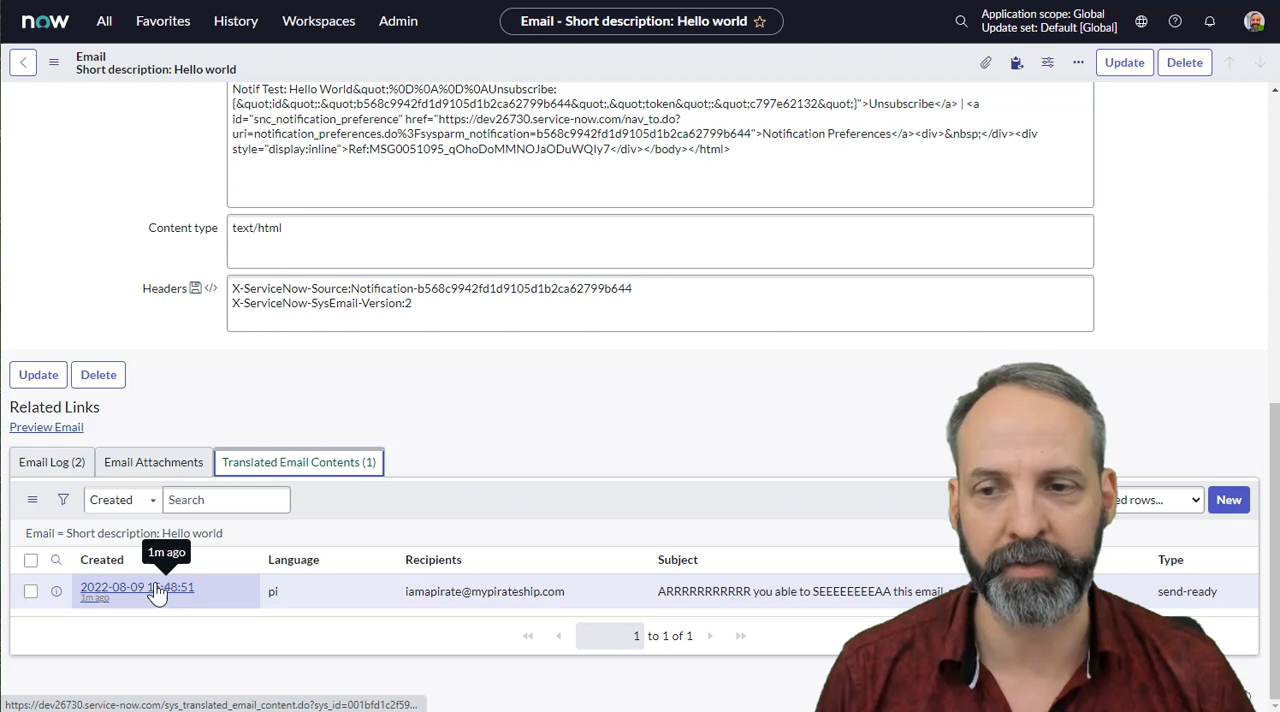 now All Favorites History Workspaces Admin Email - Short description: Hello world Application scope: Global
Update set: Default [Global]
Email
Short description: Hello world Update Delete
Notif Test: Hello World&quot;%0D%0A%0D%0AUnsubscribe:
{&quot;id&quot;:&quot;b568c9942fd1d9105d1b2ca62799b644&quot;,&quot;token&quot;:&quot;c797e62132&quot;}">Unsubscribe</a> | <a
id="snc_notification_preference" href="https://dev26730.service-now.com/nav_to.do?
uri=notification_preferences.do%3Fsysparm_notification=b568c9942fd1d9105d1b2ca62799b644">Notification Preferences</a><div>&nbsp;</div><div
style="display:inline">Ref:MSG0051095_qOhoDoMMNOJaODuWQIy7</div></body></html>
Content type text/html
Headers </> X-ServiceNow-Source:Notification-b568c9942fd1d9105d1b2ca62799b644
X-ServiceNow-SysEmail-Version:2
Update Delete
Related Links
Preview Email
Email Log (2) Email Attachments Translated Email Contents (1)
Created Search ed rows... New
Email = Short description: Hello world
1m ago
Created Language Recipients Subject Type
2022-08-09 :48:51 pi iamapirate@mypirateship.com ARRRRRRRRRRR you able to SEEEEEEEEAA this email send-ready
1m ago
1 to 1 of 1
https://dev26730.service-now.com/sys_translated_email_content.do?sys_id=001bfd1c2f59...